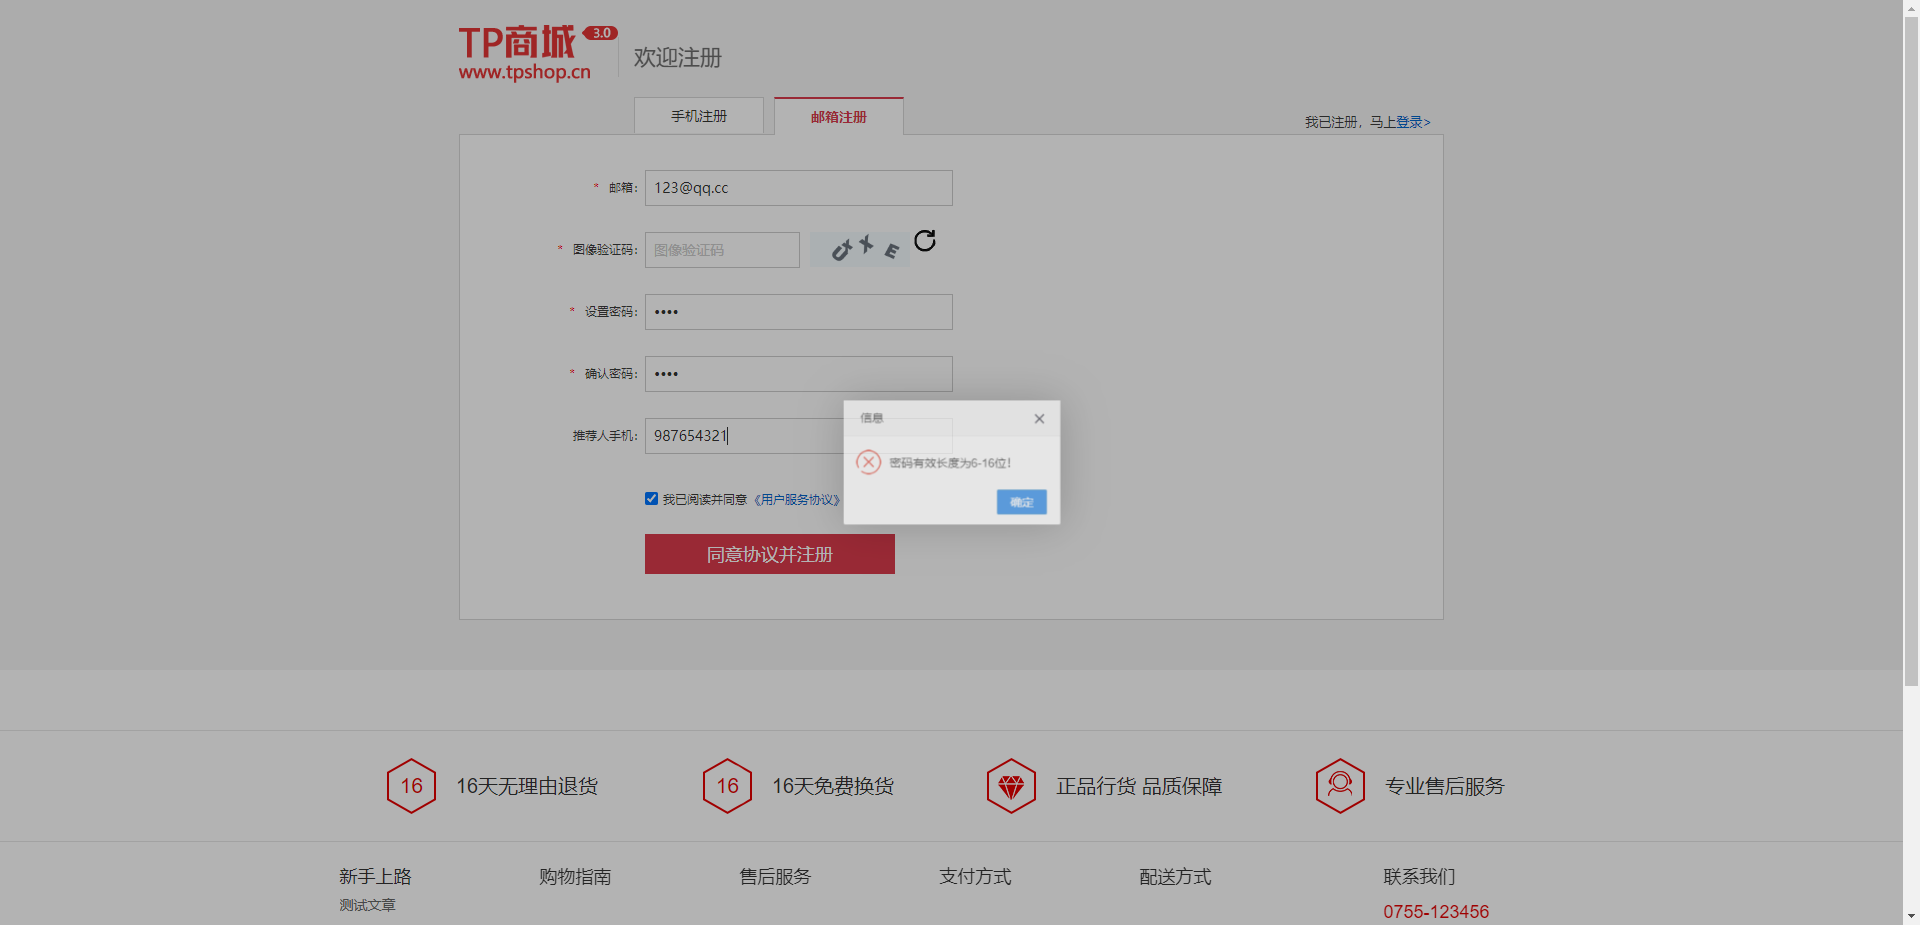 TP商城 3.0
www.tpshop.cn
欢迎注册
手机注册
邮箱注册
我已注册，马上登录>
* 邮箱：
123@qq.cc
* 图像验证码：
图像验证码
* 设置密码：
••••
* 确认密码：
••••
推荐人手机：
987654321
信息
密码有效长度为6-16位！
确定
我已阅读并同意《用户服务协议》
同意协议并注册
16 16天无理由退货
16 16天免费换货
正品行货 品质保障
专业售后服务
新手上路
测试文章
购物指南
售后服务
支付方式
配送方式
联系我们
0755-123456